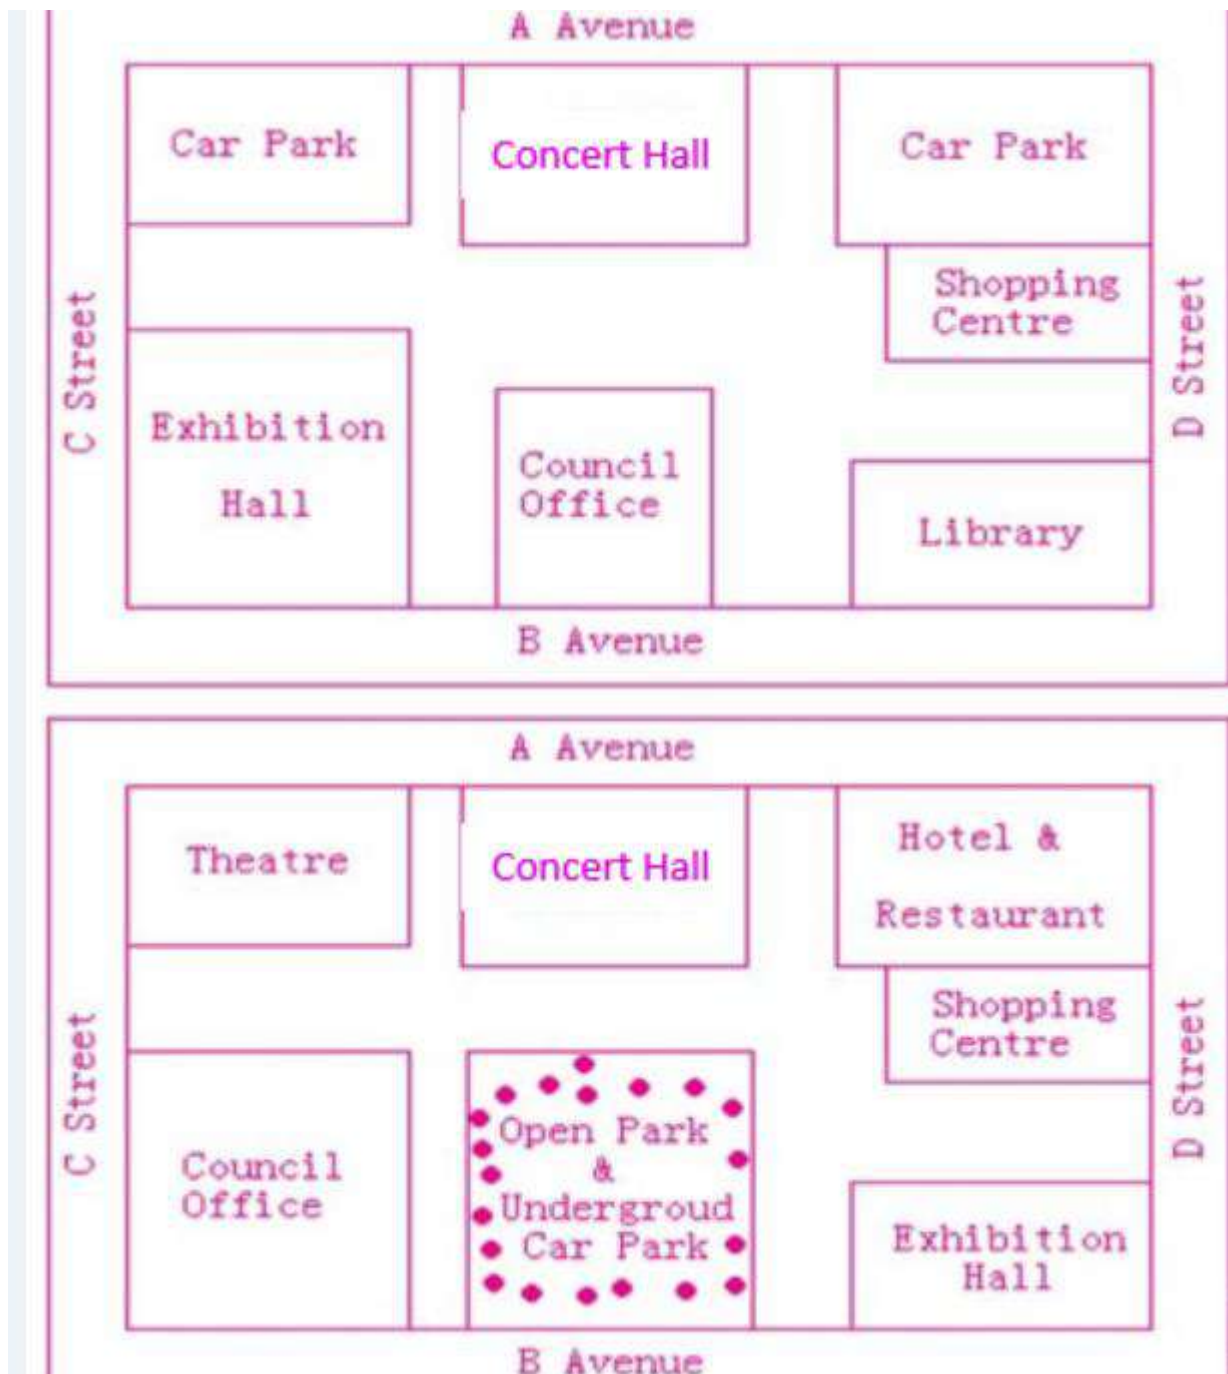 A Avenue
Car Park
Concert Hall
Car Park
Shopping
Centre
C Street
D Street
Exhibition
Hall
Council
Office
Library
B Avenue
A Avenue
Theatre
Concert Hall
Hotel &
Restaurant
Shopping
Centre
C Street
D Street
Council
Office
Open Park
&
Undergroud
Car Park
Exhibition
Hall
B Avenue